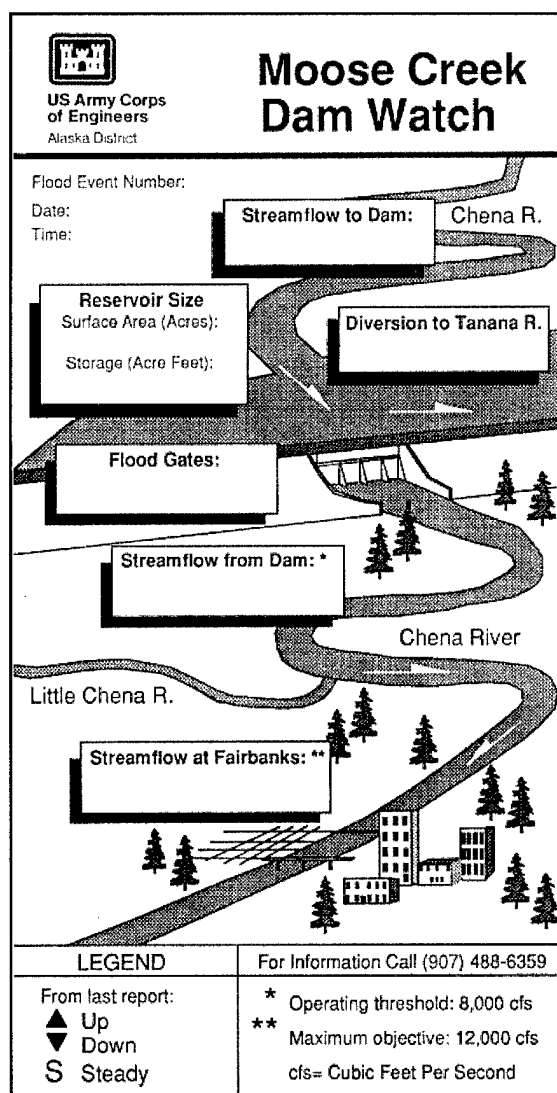 US Army Corps
of Engineers
Alaska District
Moose Creek
Dam Watch
Flood Event Number:
Date:
Time:
Streamflow to Dam:
Chena R.
Reservoir Size
Surface Area (Acres):
Storage (Acre Feet):
Diversion to Tanana R.
Flood Gates:
Streamflow from Dam: *
Chena River
Little Chena R.
Streamflow at Fairbanks: **
LEGEND
From last report:
▲ Up
▼ Down
S Steady
For Information Call (907) 488-6359
* Operating threshold: 8,000 cfs
** Maximum objective: 12,000 cfs
cfs= Cubic Feet Per Second